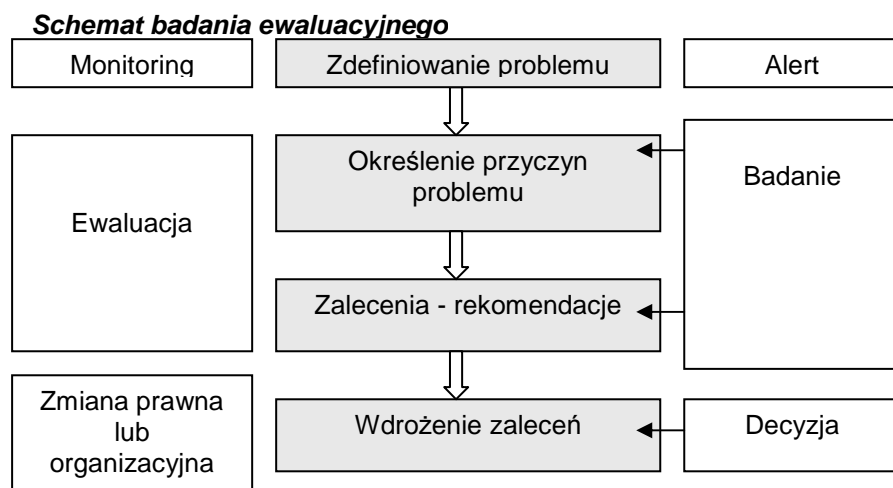 Schemat badania ewaluacyjnego
Monitoring
Zdefiniowanie problemu
Alert
Ewaluacja
Określenie przyczyn
problemu
Badanie
Zalecenia - rekomendacje
Zmiana prawna
lub
organizacyjna
Wdrożenie zaleceń
Decyzja